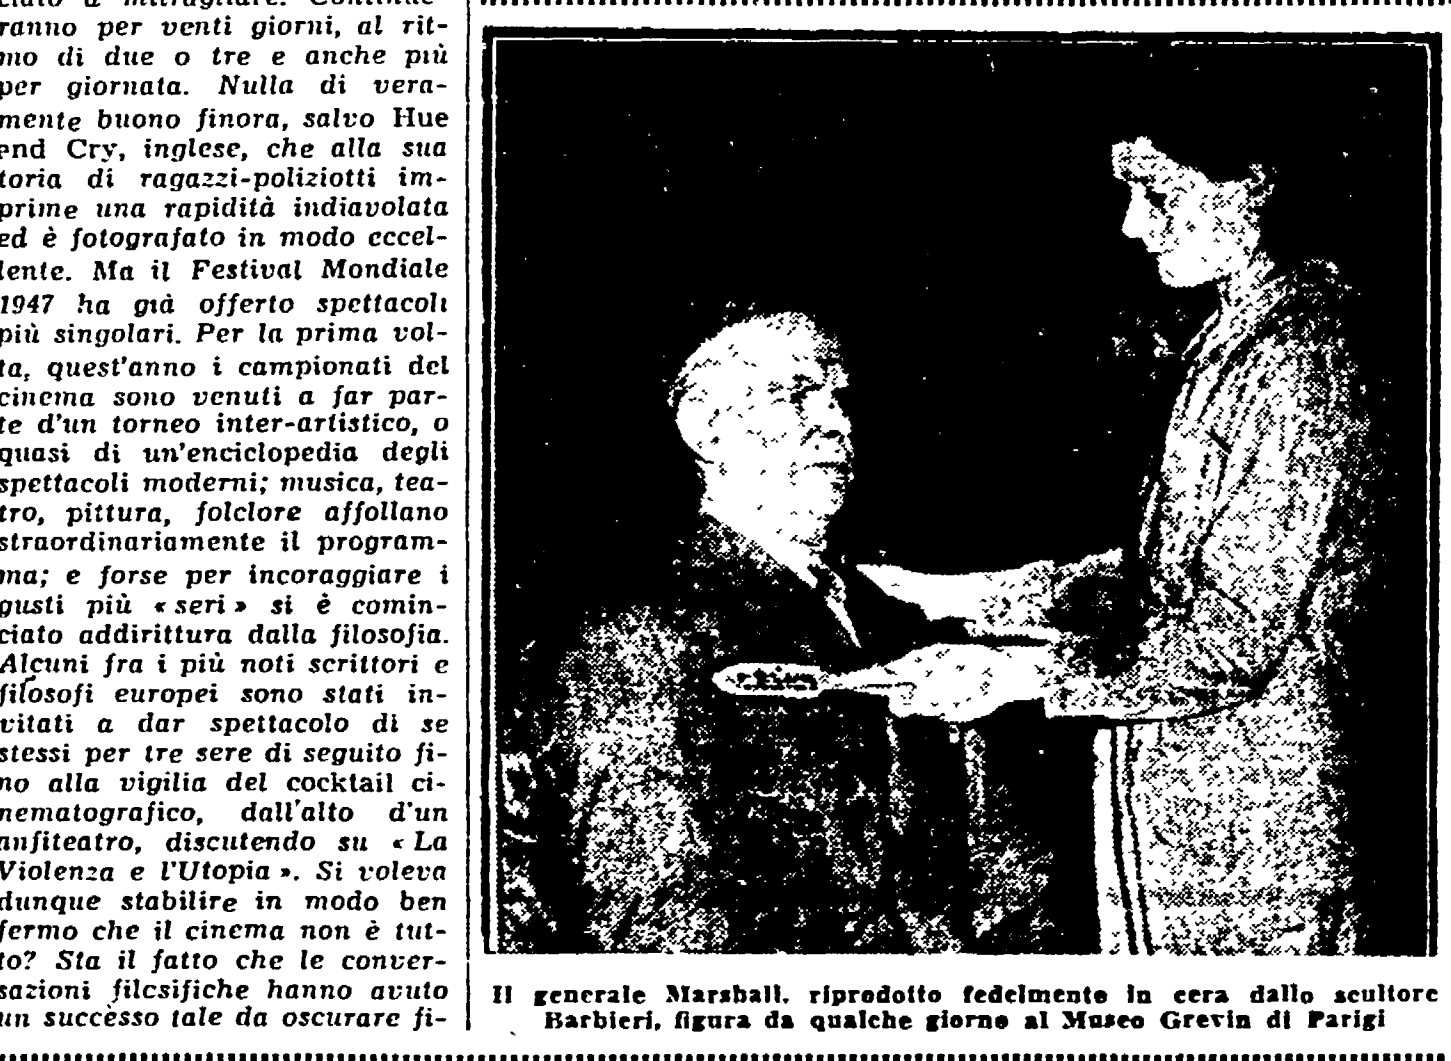 ciato a mitragliare. Continue-
ranno per venti giorni, al rit-
mo di due o tre e anche più
per giornata. Nulla di vera-
mente buono finora, salvo Hue
end Cry, inglese, che alla sua
toria di ragazzi-poliziotti im-
prime una rapidità indiavolata
ed è fotografato in modo eccel-
lente. Ma il Festival Mondiale
1947 ha già offerto spettacoli
più singolari. Per la prima vol-
ta, quest'anno i campionati del
cinema sono venuti a far par-
te d'un torneo inter-artistico, o
quasi di un'enciclopedia degli
spettacoli moderni; musica, tea-
tro, pittura, folclore affollano
straordinariamente il program-
ma; e forse per incoraggiare i
gusti più « seri » si è comin-
ciato addirittura dalla filosofia.
Alcuni fra i più noti scrittori e
filosofi europei sono stati in-
vitati a dar spettacolo di se
stessi per tre sere di seguito fi-
no alla vigilia del cocktail ci-
nematografico, dall'alto d'un
anfiteatro, discutendo su « La
Violenza e l'Utopia ». Si voleva
dunque stabilire in modo ben
fermo che il cinema non è tut-
to? Sta il fatto che le conver-
sazioni filcsifiche hanno avuto
un successo tale da oscurare fi-
Il generale Marshall, riprodotto fedelmente in cera dallo scultore
Barbieri, figura da qualche giorno al Museo Grevin di Parigi